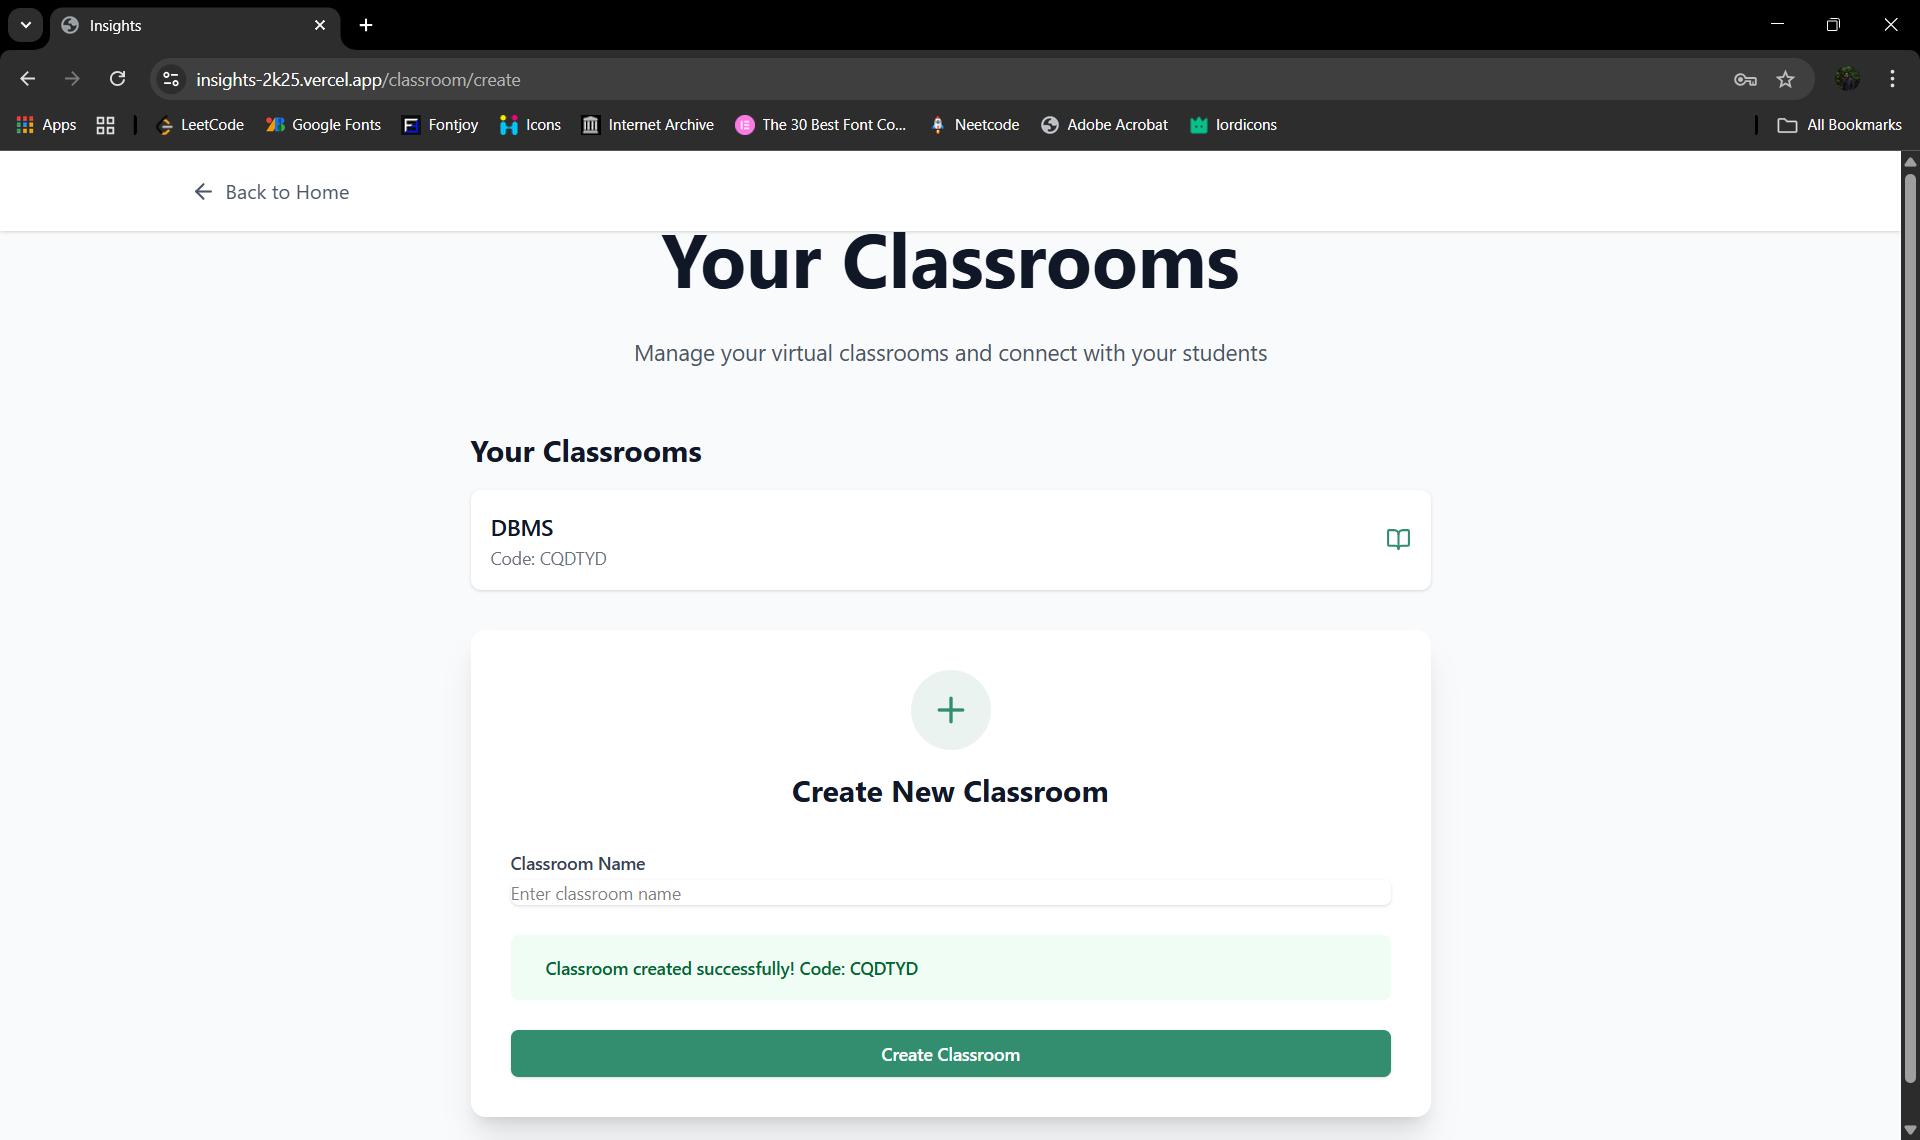 Insights
insights-2k25.vercel.app/classroom/create
Apps
LeetCode
Google Fonts
Fontjoy
Icons
Internet Archive
The 30 Best Font Co...
Neetcode
Adobe Acrobat
lordicons
All Bookmarks
Back to Home
Your Classrooms
Manage your virtual classrooms and connect with your students
Your Classrooms
DBMS
Code: CQDTYD
Create New Classroom
Classroom Name
Enter classroom name
Classroom created successfully! Code: CQDTYD
Create Classroom